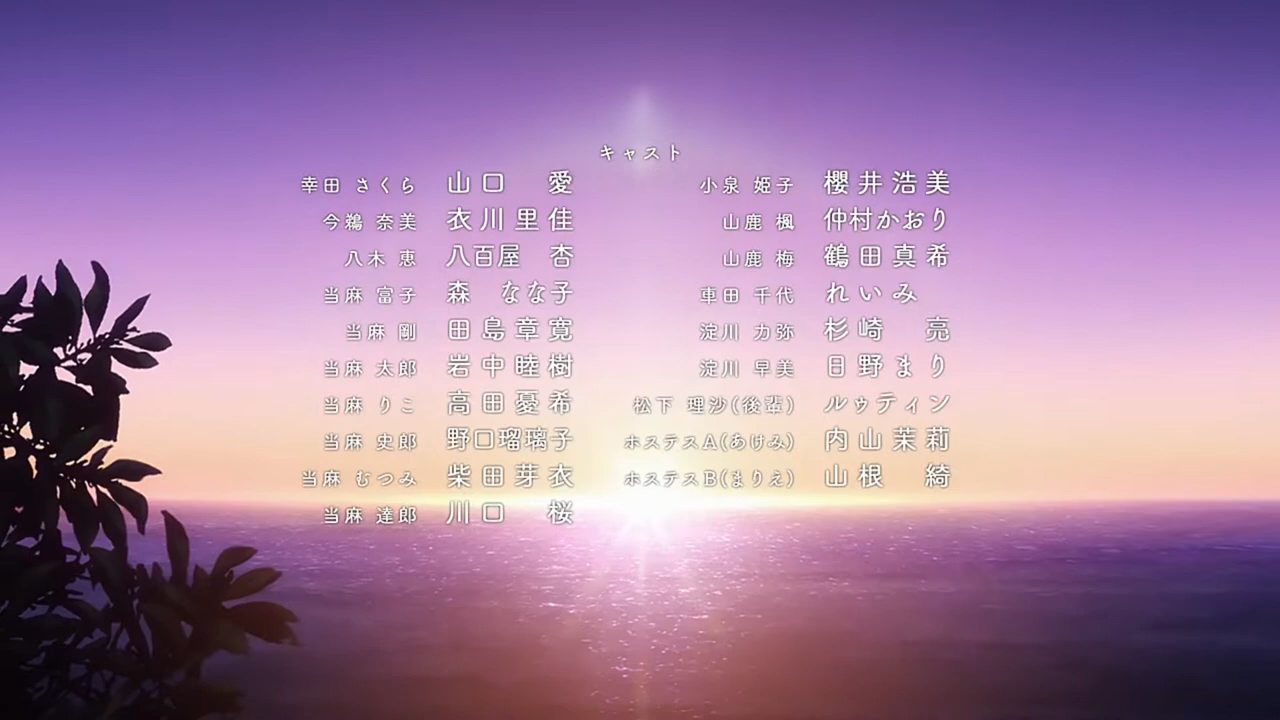 キャスト
幸田 さくら 山口 愛
今鵜 奈美 衣川里佳
八木 恵 八百屋 杏
当麻 富子 森 なな子
当麻 剛 田島章寛
当麻 太郎 岩中睦樹
当麻 りこ 高田憂希
当麻 史郎 野口瑠璃子
当麻 むつみ 柴田芽衣
当麻 達郎 川口 桜
小泉 姫子 櫻井浩美
山鹿 楓 仲村かおり
山鹿 梅 鶴田真希
車田 千代 れいみ
淀川 力弥 杉崎 亮
淀川 早美 日野まり
松下 理沙(後輩) ルゥティン
ホステスA(あけみ) 内山茉莉
ホステスB(まりえ) 山根 綺